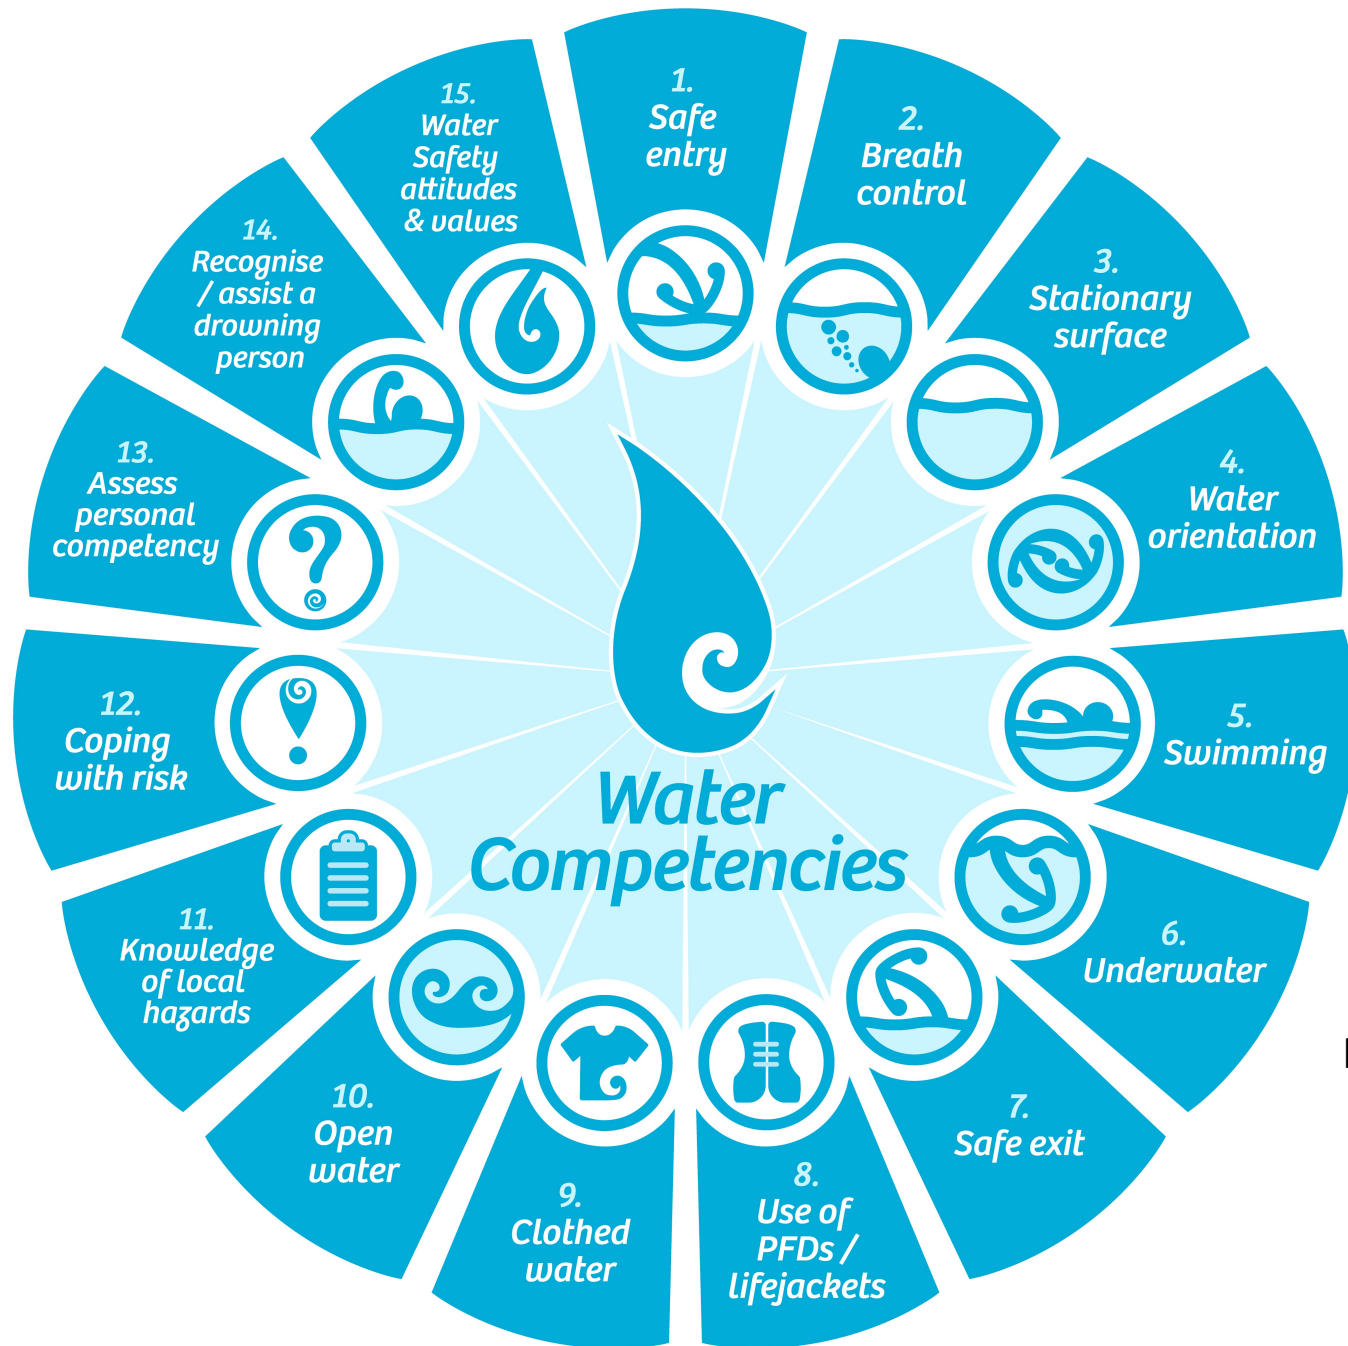 1.
Safe
entry
2.
Breath
control
3.
Stationary
surface
4.
Water
orientation
5.
Swimming
6.
Underwater
7.
Safe exit
8.
Use of
PFDs /
lifejackets
9.
Clothed
water
10.
Open
water
11.
Knowledge
of local
hazards
12.
Coping
with risk
13.
Assess
personal
competency
14.
Recognise
/ assist a
drowning
person
15.
Water
Safety
attitudes
& values
Water
Competencies